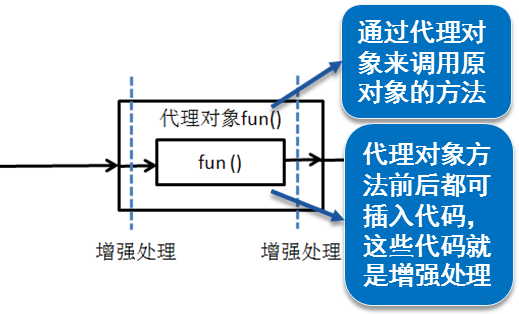 通过代理对
象来调用原
对象的方法
代理对象fun()
fun ()
代理对象方
法前后都可
插入代码，
这些代码就
是增强处理
增强处理
增强处理